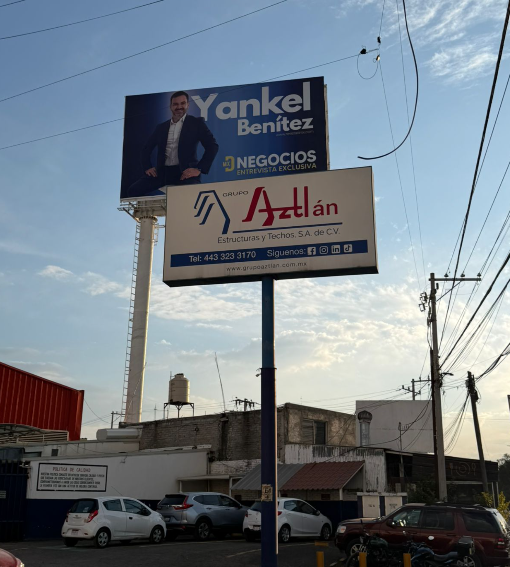 Yankel
Benítez
NEGOCIOS
ENTREVISTA EXCLUSIVA
GRUPO
Aztlán
Estructuras y Techos, S.A. de C.V.
Tel: 443 323 3170 Síguenos:
www.grupoaztlan.com.mx
POLITICA DE CALIDAD